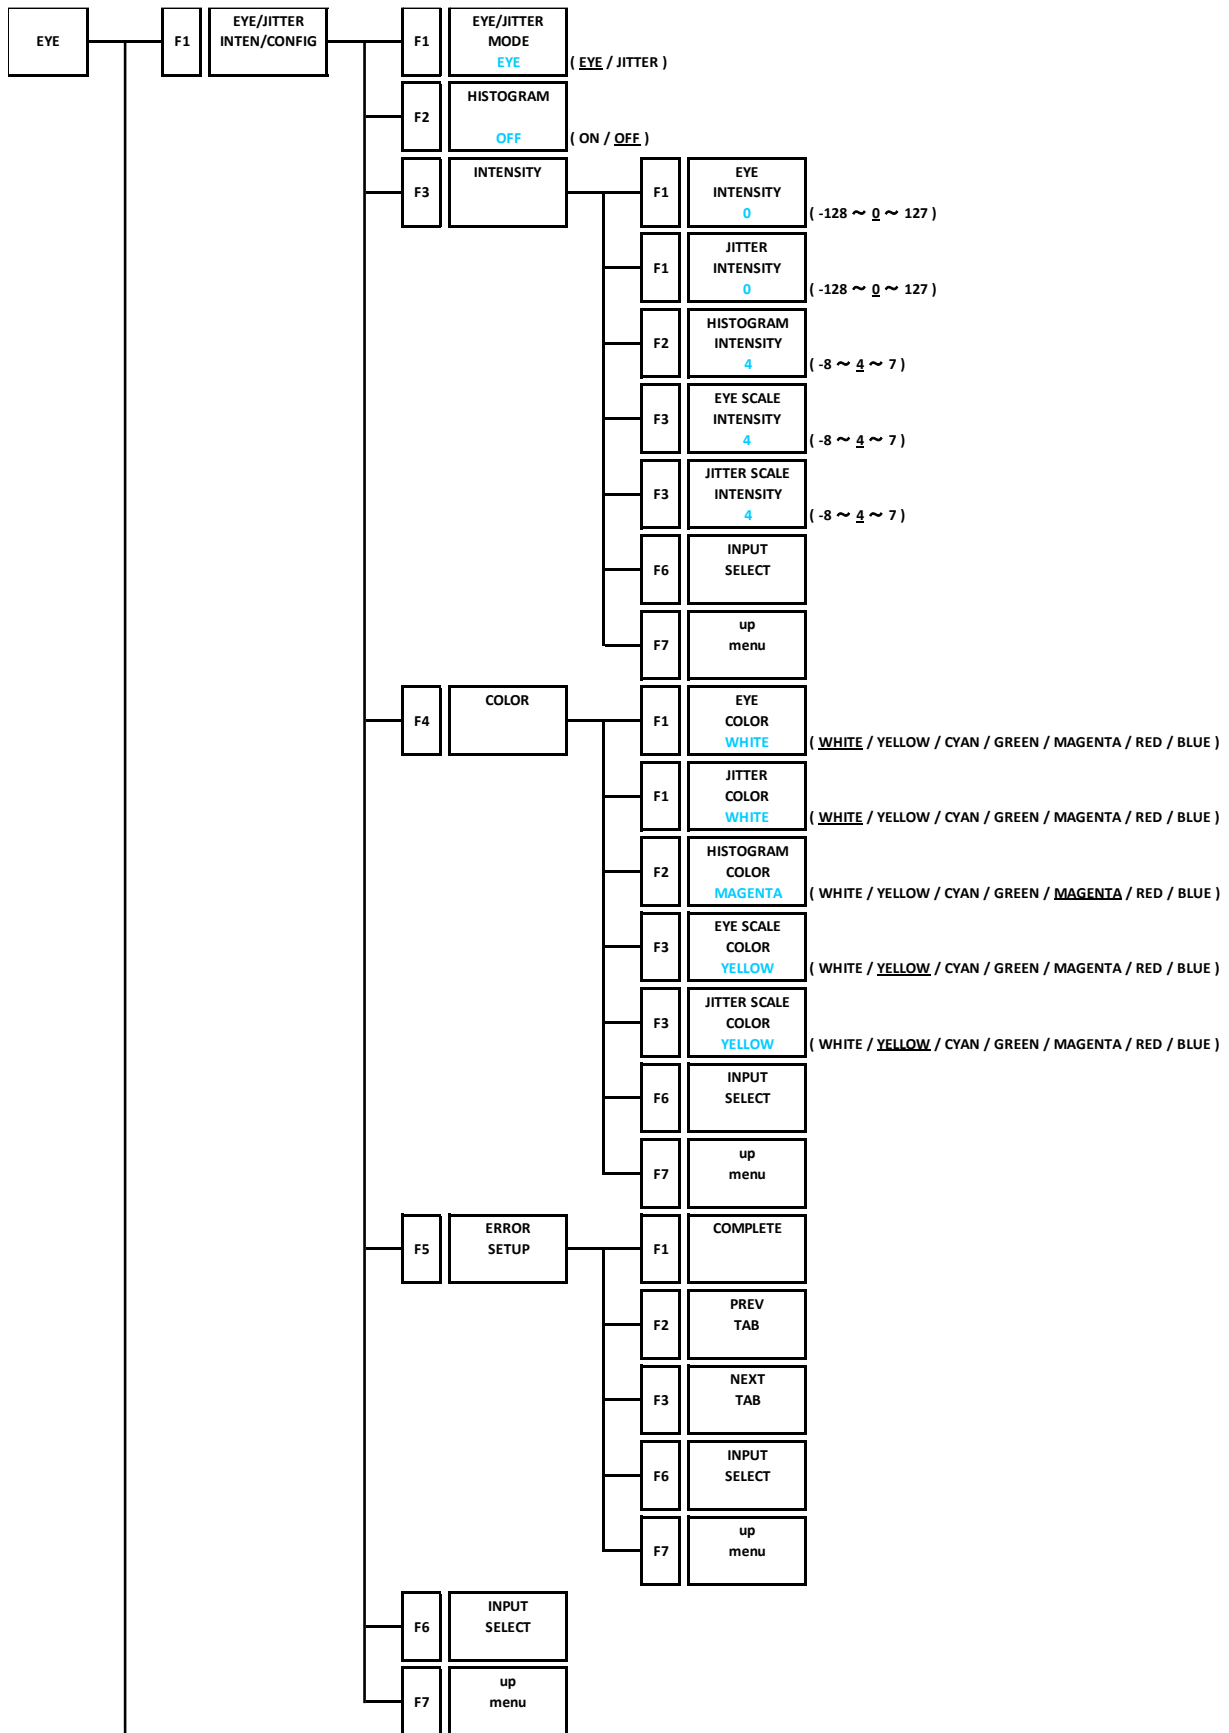 EYE
F1
EYE/JITTER
INTEN/CONFIG
F1
EYE/JITTER
MODE
EYE
( EYE / JITTER )
F2
HISTOGRAM
OFF
( ON / OFF )
F3
INTENSITY
F1
EYE
INTENSITY
0
( -128 ~ 0 ~ 127 )
F1
JITTER
INTENSITY
0
( -128 ~ 0 ~ 127 )
F2
HISTOGRAM
INTENSITY
4
( -8 ~ 4 ~ 7 )
F3
EYE SCALE
INTENSITY
4
( -8 ~ 4 ~ 7 )
F3
JITTER SCALE
INTENSITY
4
( -8 ~ 4 ~ 7 )
F6
INPUT
SELECT
F7
up
menu
F4
COLOR
F1
EYE
COLOR
WHITE
( WHITE / YELLOW / CYAN / GREEN / MAGENTA / RED / BLUE )
F1
JITTER
COLOR
WHITE
( WHITE / YELLOW / CYAN / GREEN / MAGENTA / RED / BLUE )
F2
HISTOGRAM
COLOR
MAGENTA
( WHITE / YELLOW / CYAN / GREEN / MAGENTA / RED / BLUE )
F3
EYE SCALE
COLOR
YELLOW
( WHITE / YELLOW / CYAN / GREEN / MAGENTA / RED / BLUE )
F3
JITTER SCALE
COLOR
YELLOW
( WHITE / YELLOW / CYAN / GREEN / MAGENTA / RED / BLUE )
F6
INPUT
SELECT
F7
up
menu
F5
ERROR
SETUP
F1
COMPLETE
F2
PREV
TAB
F3
NEXT
TAB
F6
INPUT
SELECT
F7
up
menu
F6
INPUT
SELECT
F7
up
menu